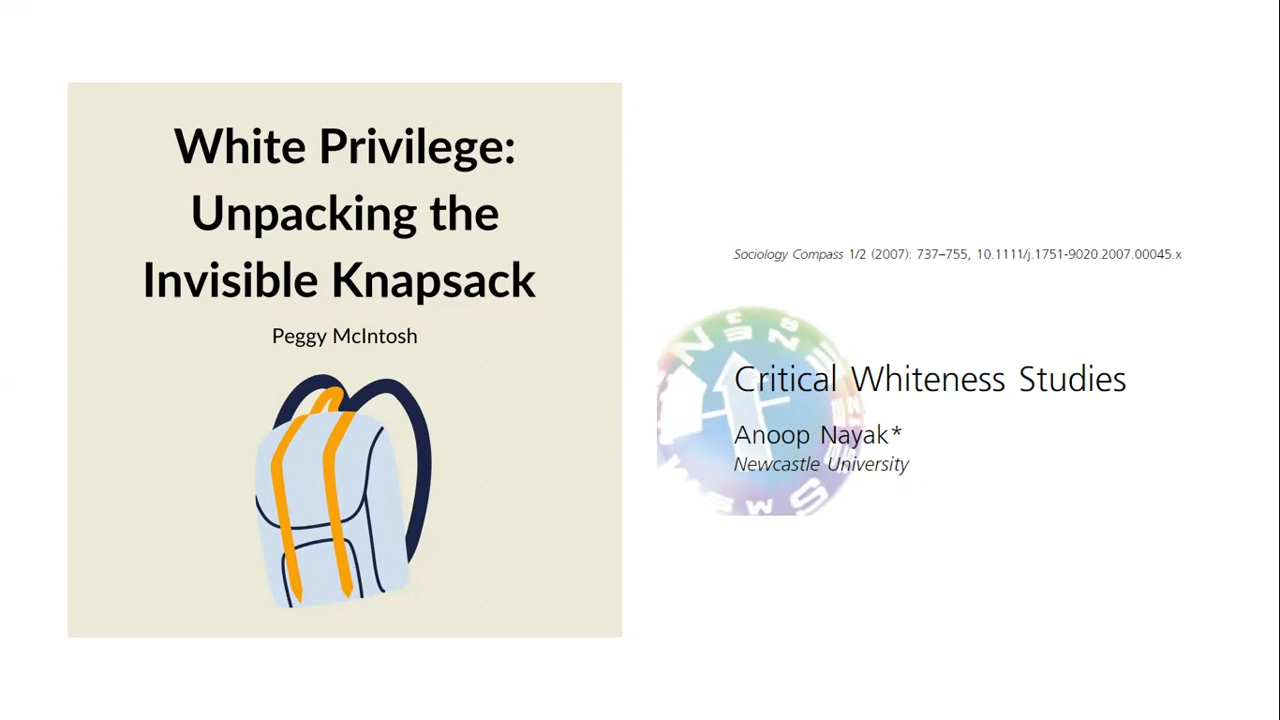 White Privilege:
Unpacking the
Invisible Knapsack
Peggy McIntosh
Sociology Compass 1/2 (2007): 737–755, 10.1111/j.1751-9020.2007.00045.x
Critical Whiteness Studies
Anoop Nayak*
Newcastle University